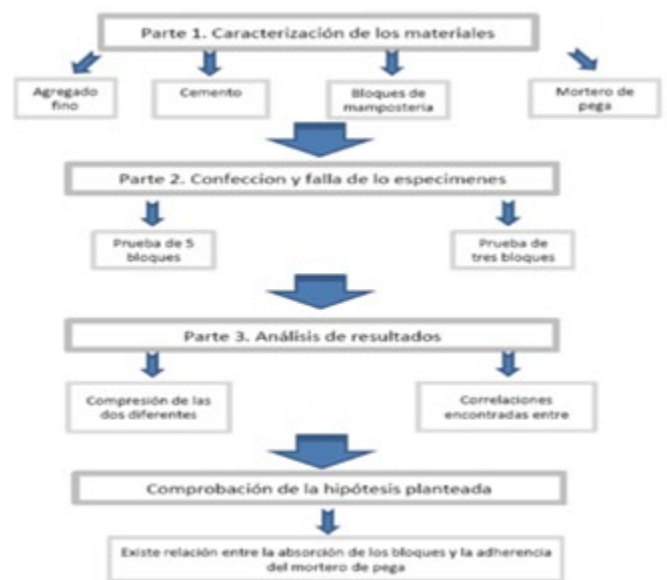 Parte 1. Caracterización de los materiales
Agregado
fino
Cemento
Bloques de
mampostería
Mortero de
pega
Parte 2. Confeccion y falla de lo especimenes
Prueba de 5
bloques
Prueba de
tres bloques
Parte 3. Análisis de resultados
Compresión de las
dos diferentes
Correlaciones
encontradas entre
Comprobación de la hipótesis planteada
Existe relación entre la absorción de los bloques y la adherencia
del mortero de pega